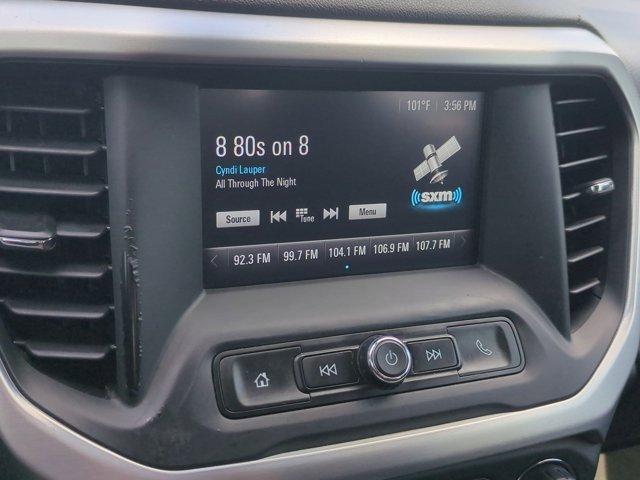 101°F 3:56 PM
8 80s on 8
Cyndi Lauper
All Through The Night
sxm
Source Tune Menu
92.3 FM 99.7 FM 104.1 FM 106.9 FM 107.7 FM